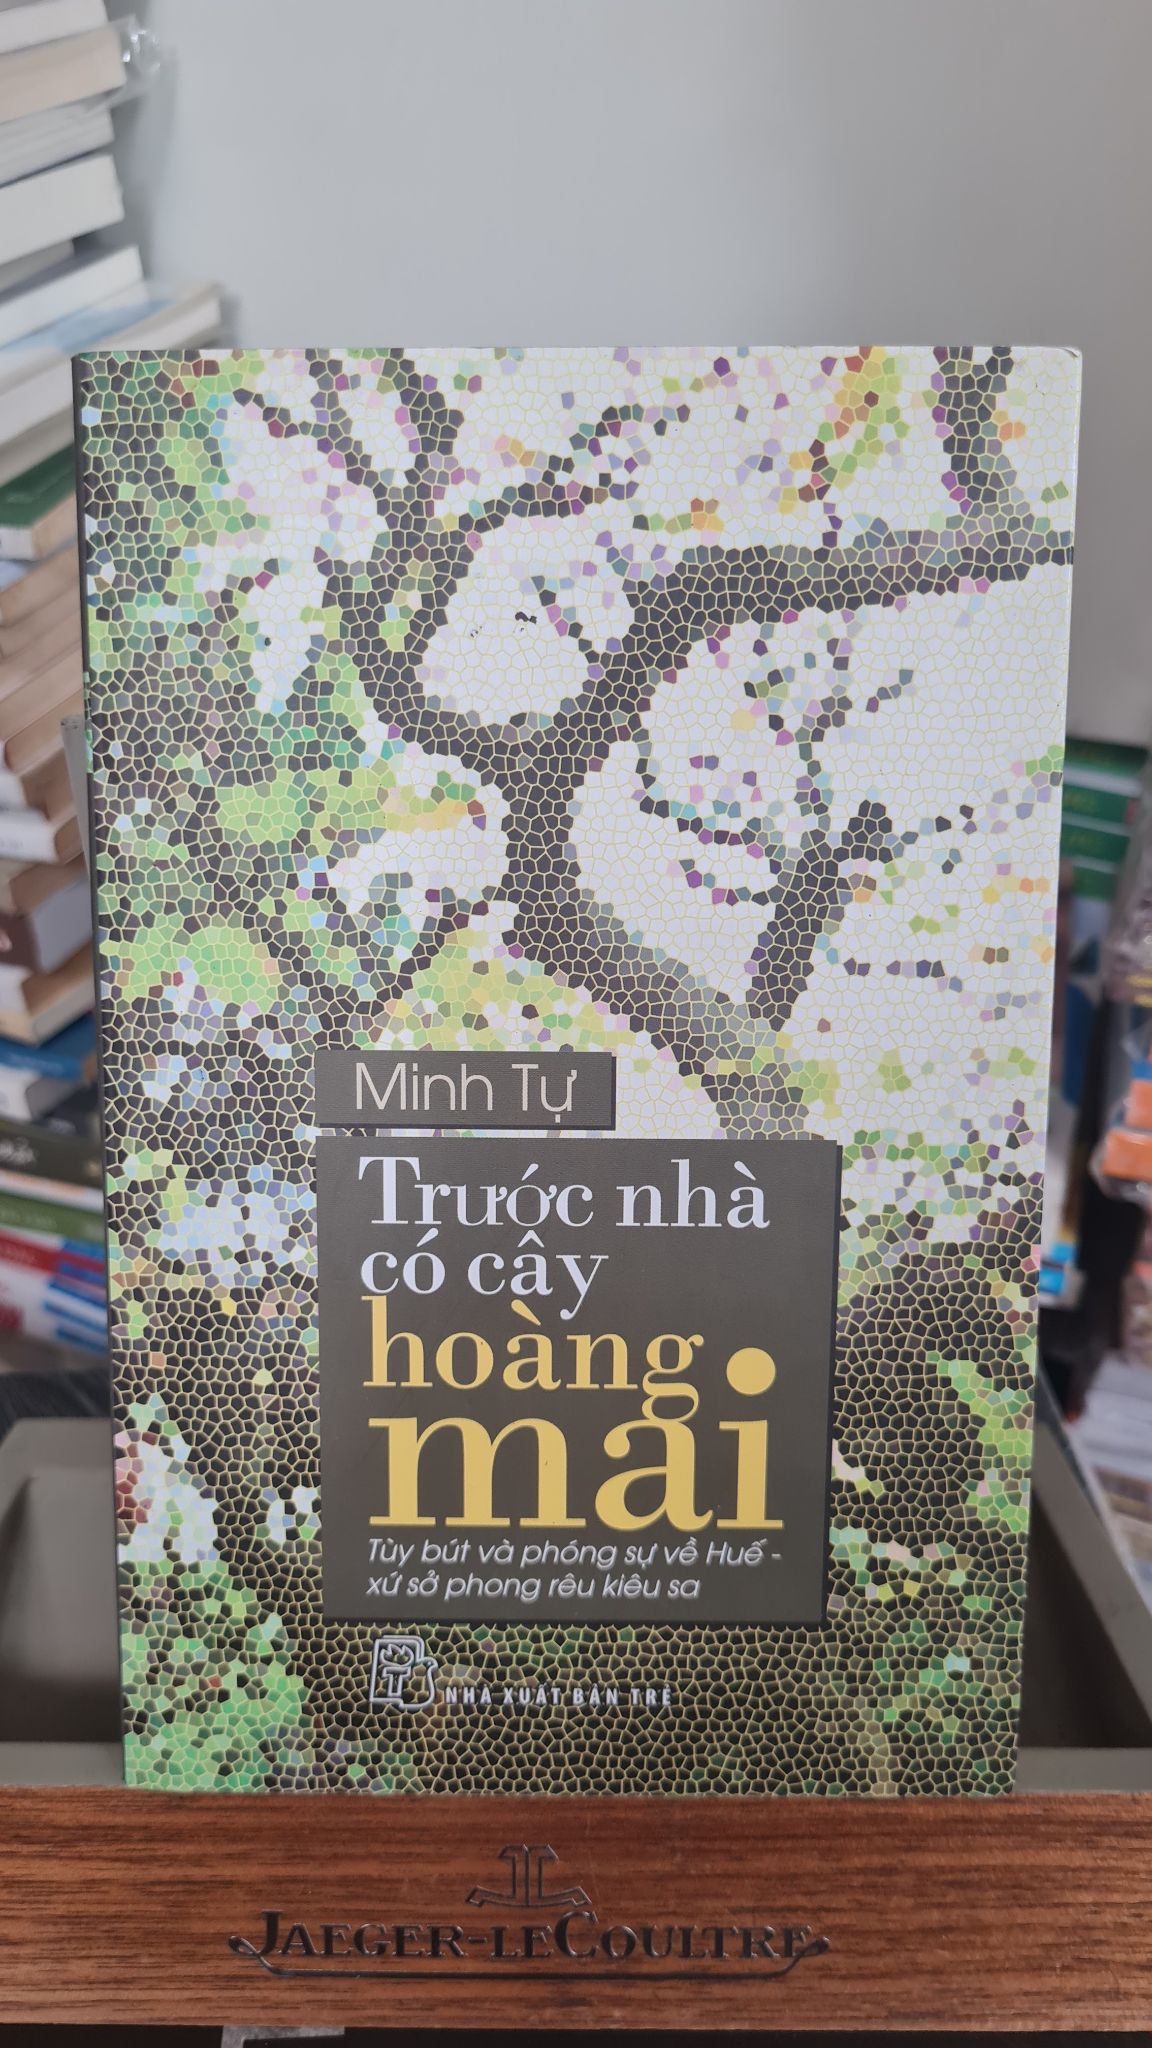 Minh Tự
Trước nhà
có cây
hoàng
mai
Tùy bút và phóng sự về Huế -
xứ sở phong rêu kiêu sa
T
NHÀ XUẤT BẢN TRẺ
JAEGER-LECOULTRE